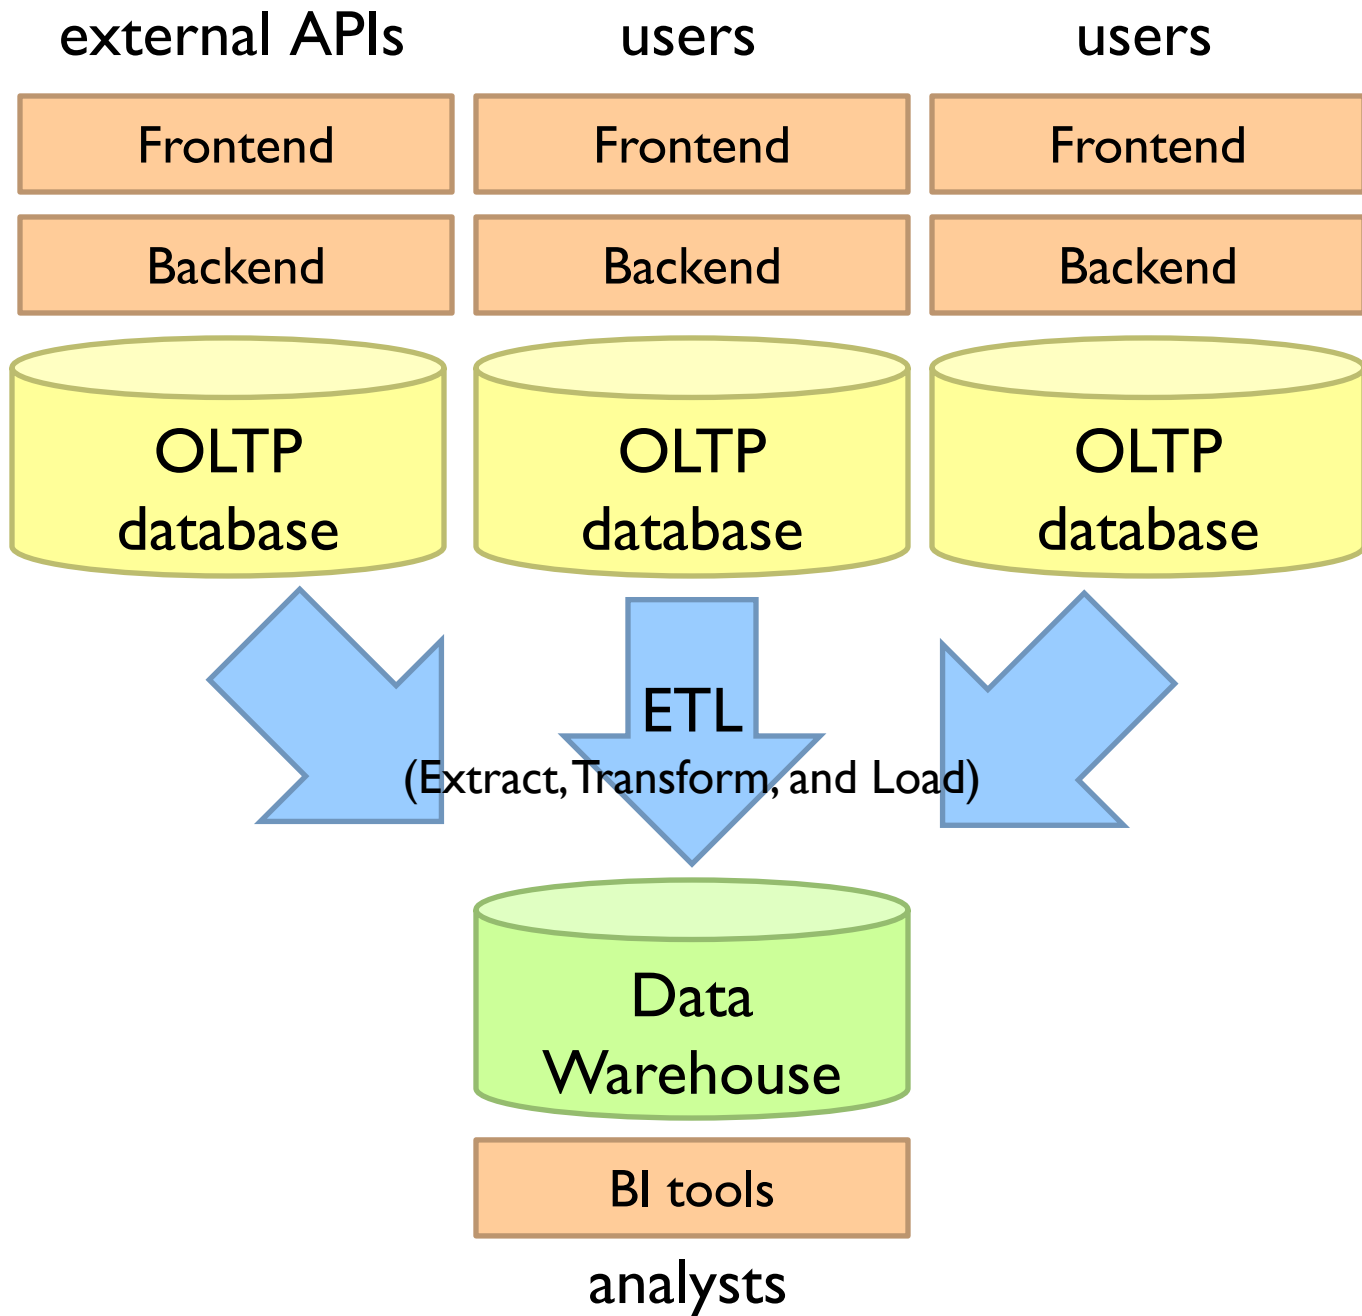 external APIs
users
users
Frontend
Frontend
Frontend
Backend
Backend
Backend
OLTP
database
OLTP
database
OLTP
database
ETL
(Extract, Transform, and Load)
Data
Warehouse
BI tools
analysts